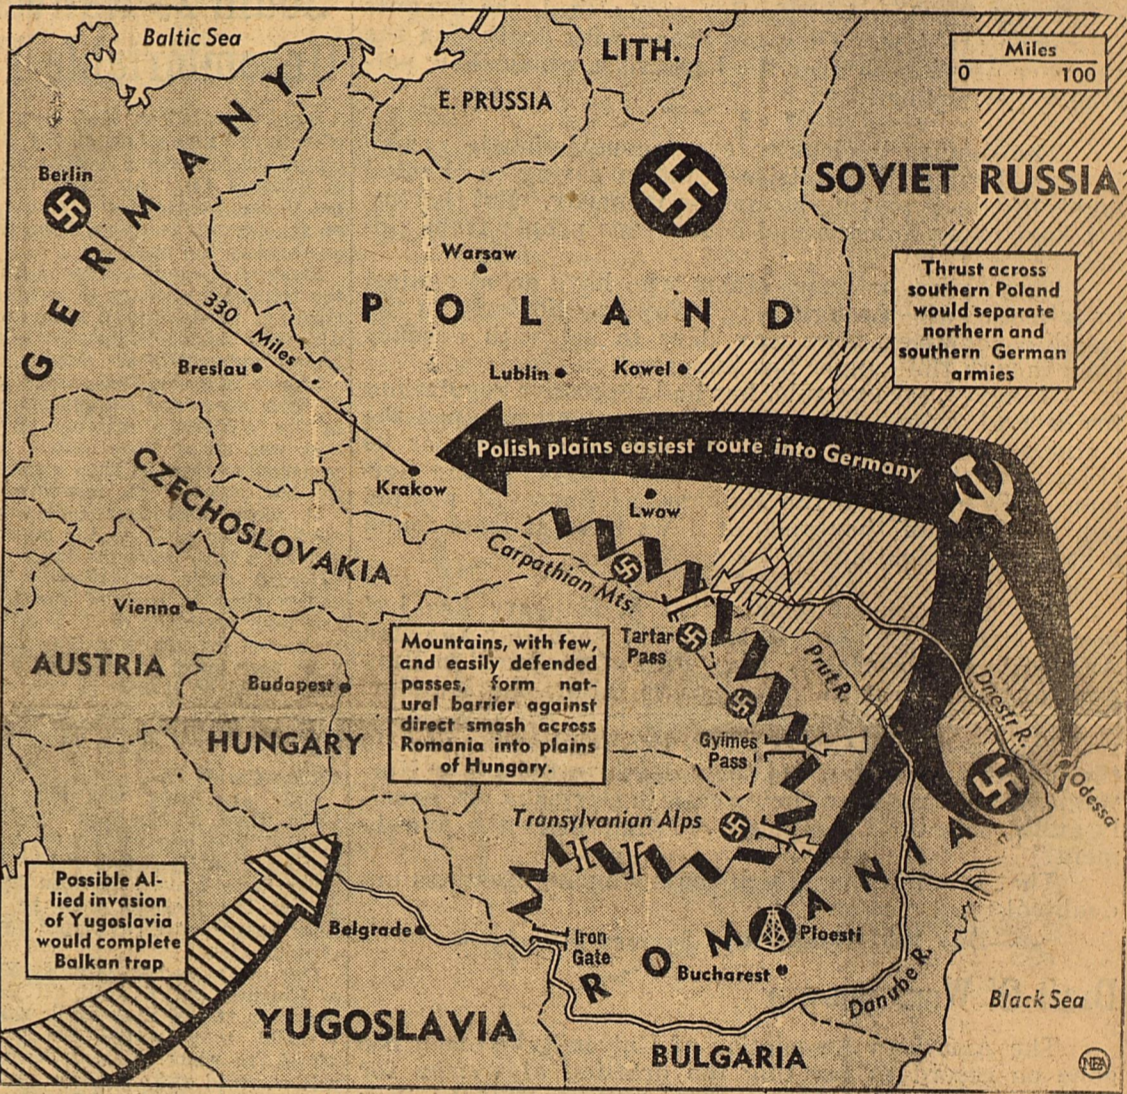 Baltic Sea
LITH.
Miles
0 100
E. PRUSSIA
GERMANY
Berlin
SOVIET RUSSIA
Warsaw
POLAND
330 Miles
Thrust across
southern Poland
would separate
northern and
southern German
armies
Breslau
Lublin
Kowel
Polish plains easiest route into Germany
CZECHOSLOVAKIA
Krakow
Lwow
Carpathian Mts.
Vienna
Tartar
Pass
AUSTRIA
Mountains, with few,
and easily defended
passes, form nat-
ural barrier against
direct smash across
Romania into plains
of Hungary.
Prut R.
Dnestr R.
Budapest
HUNGARY
Gyimes
Pass
Odessa
Transylvanian Alps
Possible Al-
lied invasion
of Yugoslavia
would complete
Balkan trap
Belgrade
Iron
Gate
ROMANIA
Ploesti
Bucharest
Danube R.
Black Sea
YUGOSLAVIA
BULGARIA
NEA